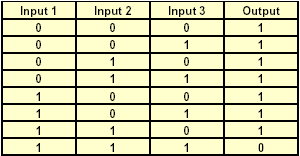 Input 1 Input 2 Input 3 Output
0 0 0 1
0 0 1 1
0 1 0 1
0 1 1 1
1 0 0 1
1 0 1 1
1 1 0 1
1 1 1 0